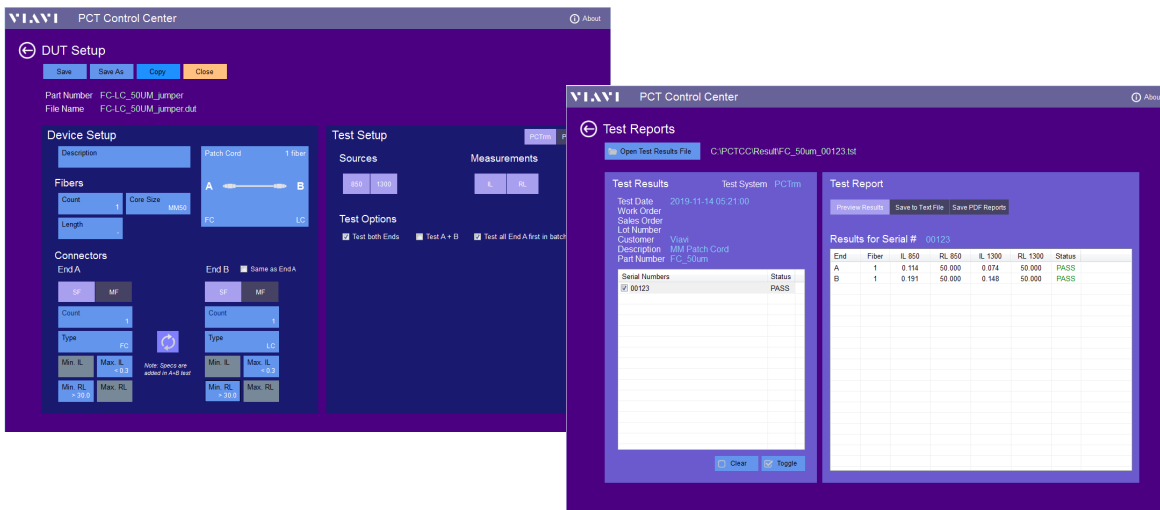 VIAVI PCT Control Center
About
DUT Setup
Save Save As Copy Close
Part Number FC-LC_50UM_jumper
File Name FC-LC_50UM_jumper.dut
Device Setup
Description
Patch Cord 1 fiber
A B
FC LC
Fibers
Count 1
Core Size MM50
Length -
Connectors
End A
SF MF
Count 1
Type FC
Min. IL
Max. IL < 0.3
Min. RL > 30.0
Max. RL
Note: Specs are
added in A+B test
End B Same as End A
SF MF
Count 1
Type LC
Min. IL
Max. IL < 0.3
Min. RL > 30.0
Max. RL
Test Setup
PCTrm P
Sources
850 1300
Measurements
IL RL
Test Options
Test both Ends Test A + B Test all End A first in batch
VIAVI PCT Control Center
About
Test Reports
Open Test Results File C:\PCTCC\Result\FC_50um_00123.tst
Test Results Test System PCTrm
Test Date 2019-11-14 05:21:00
Work Order
Sales Order
Lot Number
Customer Viavi
Description MM Patch Cord
Part Number FC_50um
Serial Numbers Status
00123 PASS
Clear Toggle
Test Report
Preview Results Save to Text File Save PDF Reports
Results for Serial # 00123
End Fiber IL 850 RL 850 IL 1300 RL 1300 Status
A 1 0.114 50.000 0.074 50.000 PASS
B 1 0.191 50.000 0.148 50.000 PASS